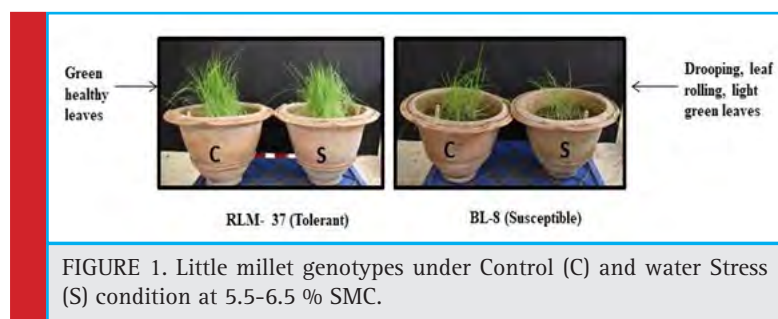 Green
healthy
leaves
Drooping, leaf
rolling, light
green leaves
C
S
C
S
RLM- 37 (Tolerant)
BL-8 (Susceptible)
FIGURE 1. Little millet genotypes under Control (C) and water Stress
(S) condition at 5.5-6.5 % SMC.